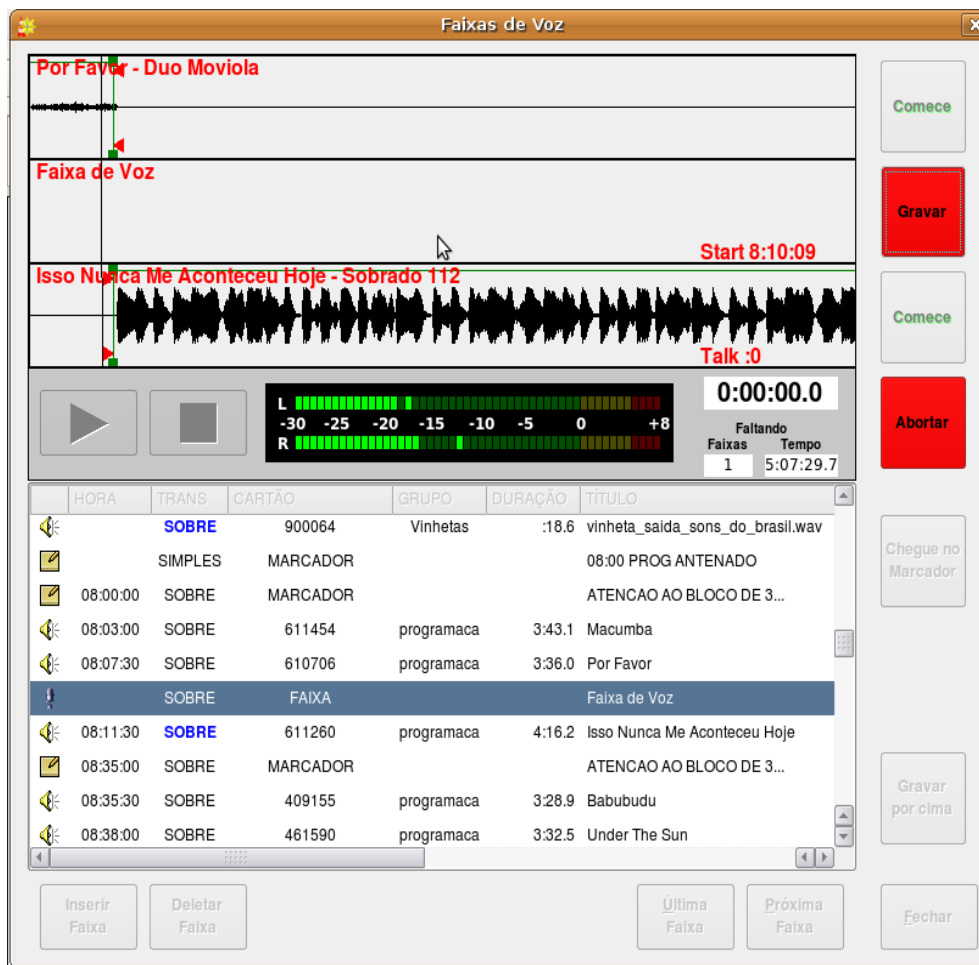 Faixas de Voz
Por Favor - Duo Moviola
Comece
Faixa de Voz
Gravar
Start 8:10:09
Isso Nunca Me Aconteceu Hoje - Sobrado 112
Comece
Talk :0
L
-30 -25 -20 -15 -10 -5 0 +8
R
0:00:00.0
Faltando
Faixas Tempo
1 5:07:29.7
Abortar
HORA TRANS CARTÃO GRUPO DURAÇÃO TÍTULO
SOBRE 900064 Vinhetas :18.6 vinheta_saida_sons_do_brasil.wav
SIMPLES MARCADOR 08:00 PROG ANTENADO
08:00:00 SOBRE MARCADOR ATENCAO AO BLOCO DE 3...
08:03:00 SOBRE 611454 programaca 3:43.1 Macumba
08:07:30 SOBRE 610706 programaca 3:36.0 Por Favor
SOBRE FAIXA Faixa de Voz
08:11:30 SOBRE 611260 programaca 4:16.2 Isso Nunca Me Aconteceu Hoje
08:35:00 SOBRE MARCADOR ATENCAO AO BLOCO DE 3...
08:35:30 SOBRE 409155 programaca 3:28.9 Babubudu
08:38:00 SOBRE 461590 programaca 3:32.5 Under The Sun
Chegue no
Marcador
Gravar
por cima
Inserir
Faixa
Deletar
Faixa
Última
Faixa
Próxima
Faixa
Fechar